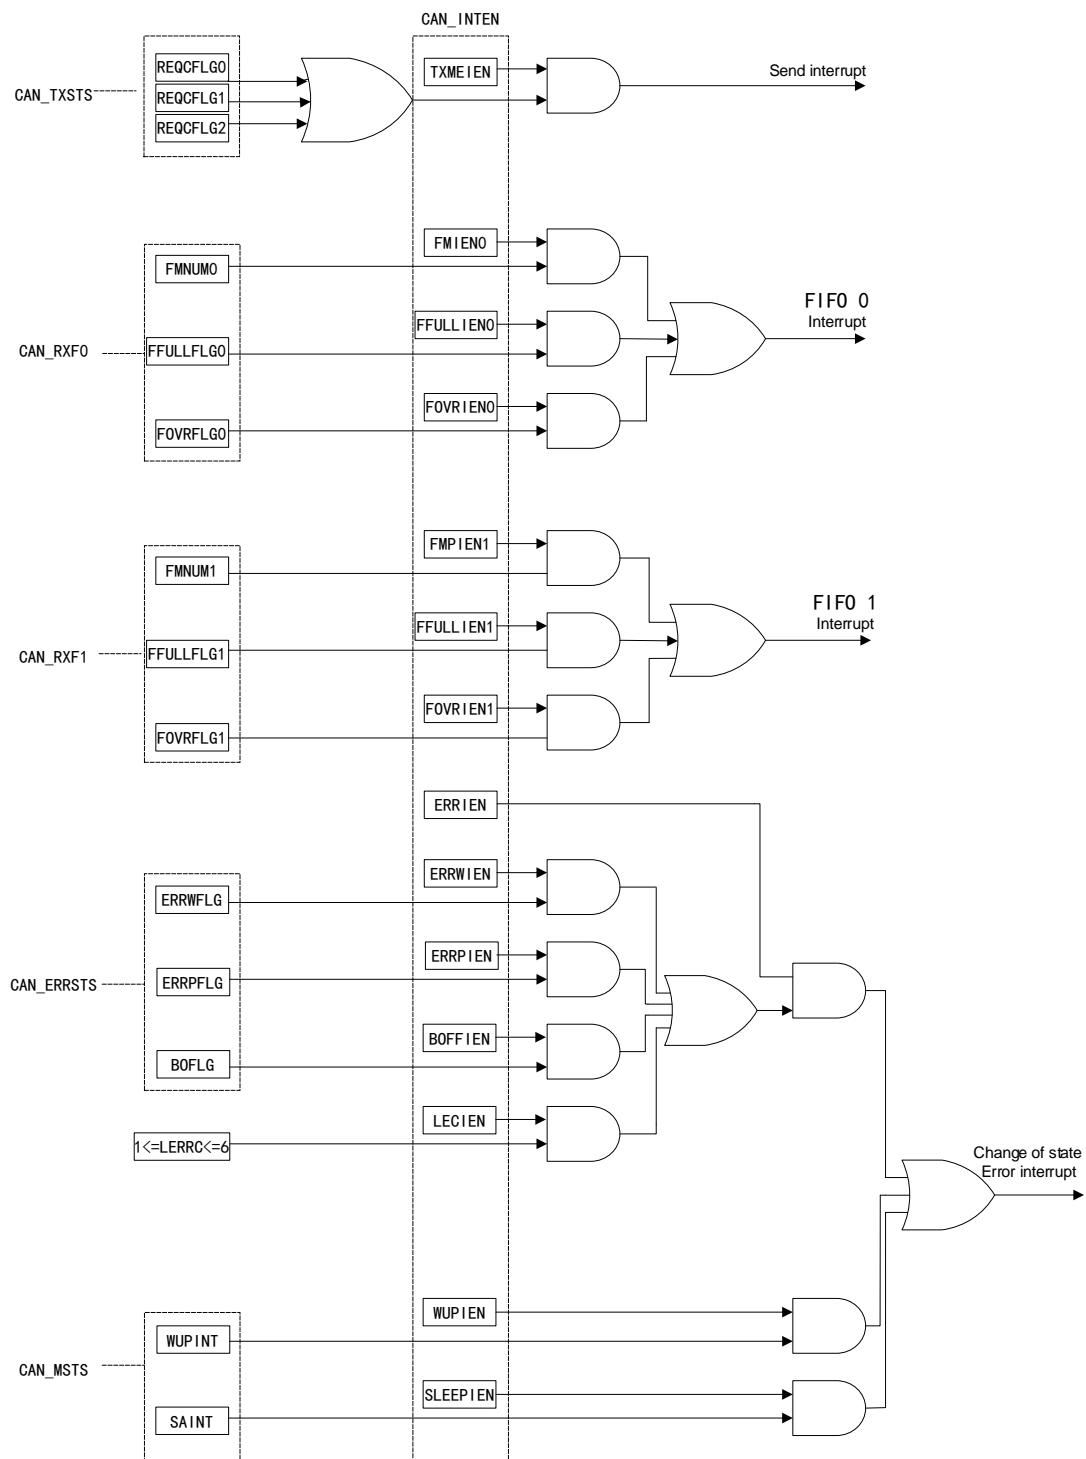 CAN_INTEN
REQCFLG0
TXMEIEN
Send interrupt
CAN_TXSTS
REQCFLG1
REQCFLG2
FMIEN0
FMNUM0
FIFO 0
Interrupt
FFULLIEN0
CAN_RXF0
FFULLFLG0
FOVRIEN0
FOVRFLG0
FMPIEN1
FMNUM1
FIFO 1
Interrupt
FFULLIEN1
CAN_RXF1
FFULLFLG1
FOVRIEN1
FOVRFLG1
ERRIEN
ERRWIEN
ERRWFLG
ERRPIEN
CAN_ERRSTS
ERRPFLG
BOFFIEN
BOFLG
LECIEN
1<=LERRC<=6
Change of state
Error interrupt
WUPIEN
WUPINT
CAN_MSTS
SLEEPIEN
SAINT